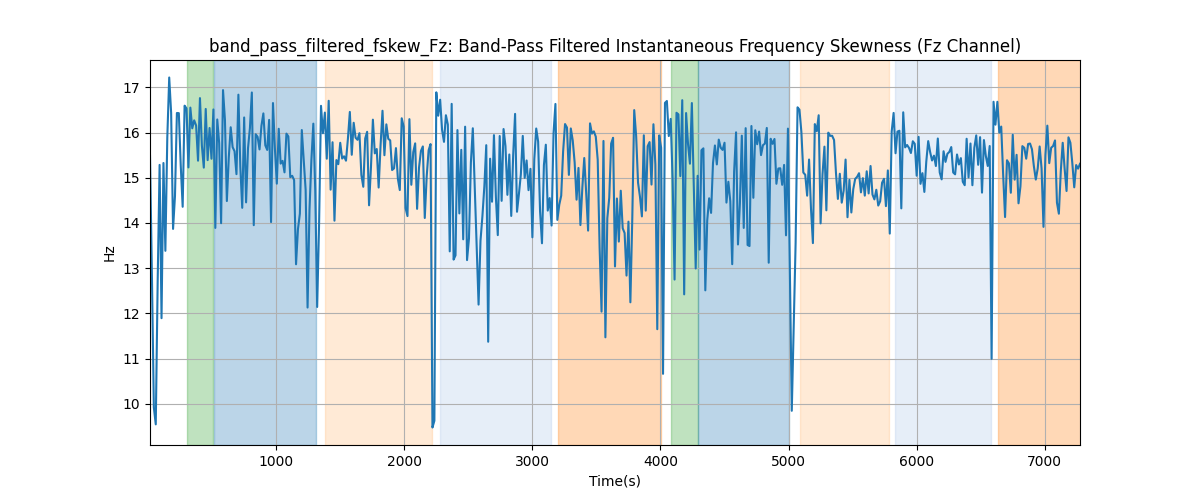 band_pass_filtered_fskew_Fz: Band-Pass Filtered Instantaneous Frequency Skewness (Fz Channel)
17
16
15
14
13
12
11
10
Hz
1000 2000 3000 4000 5000 6000 7000
Time(s)